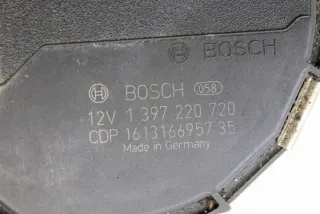 BOSCH
BOSCH 058
12V 1 397 220 720
CDP 1613166957 35
Made in Germany